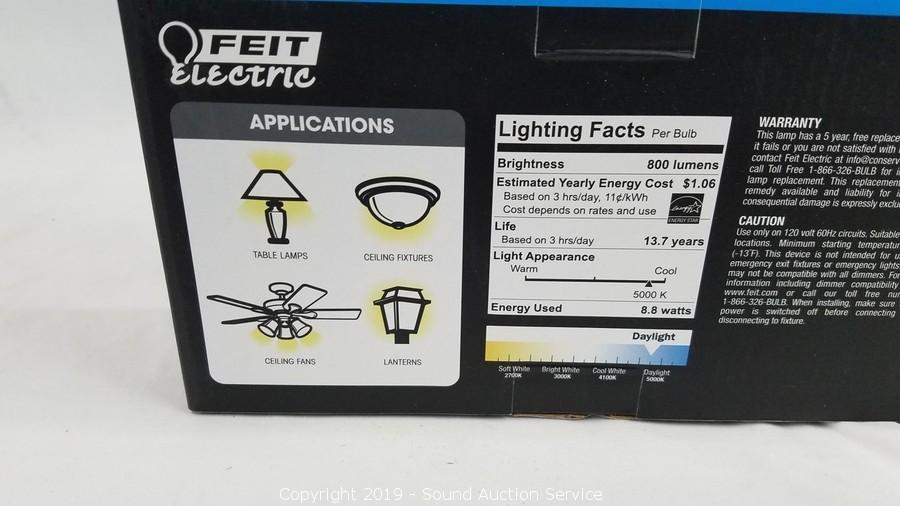 FEIT
Electric
APPLICATIONS
TABLE LAMPS
CEILING FIXTURES
CEILING FANS
LANTERNS
Lighting Facts Per Bulb
Brightness 800 lumens
Estimated Yearly Energy Cost $1.06
Based on 3 hrs/day, 11¢/kWh
Cost depends on rates and use
ENERGY STAR
Life
Based on 3 hrs/day 13.7 years
Light Appearance
Warm Cool
5000 K
Energy Used 8.8 watts
Daylight
Soft White Bright White Cool White Daylight
2700K 3000K 4100K 5000K
WARRANTY
This lamp has a 5 year, free replace
it fails or you are not satisfied with
contact Feit Electric at info@conserv
call Toll Free 1-866-326-BULB for
lamp replacement. This replacement
remedy available and liability for
consequential damage is expressly exclu
CAUTION
Use only on 120 volt 60Hz circuits. Suitable
locations. Minimum starting temperatur
(-13°F). This device is not intended for u
emergency exit fixtures or emergency lights
may not be compatible with all dimmers. For
information including dimmer compatibility
www.feit.com or call our toll free nu
1-866-326-BULB. When installing, make sure
power is switched off before connecting
disconnecting to fixture.
Copyright 2019 - Sound Auction Service